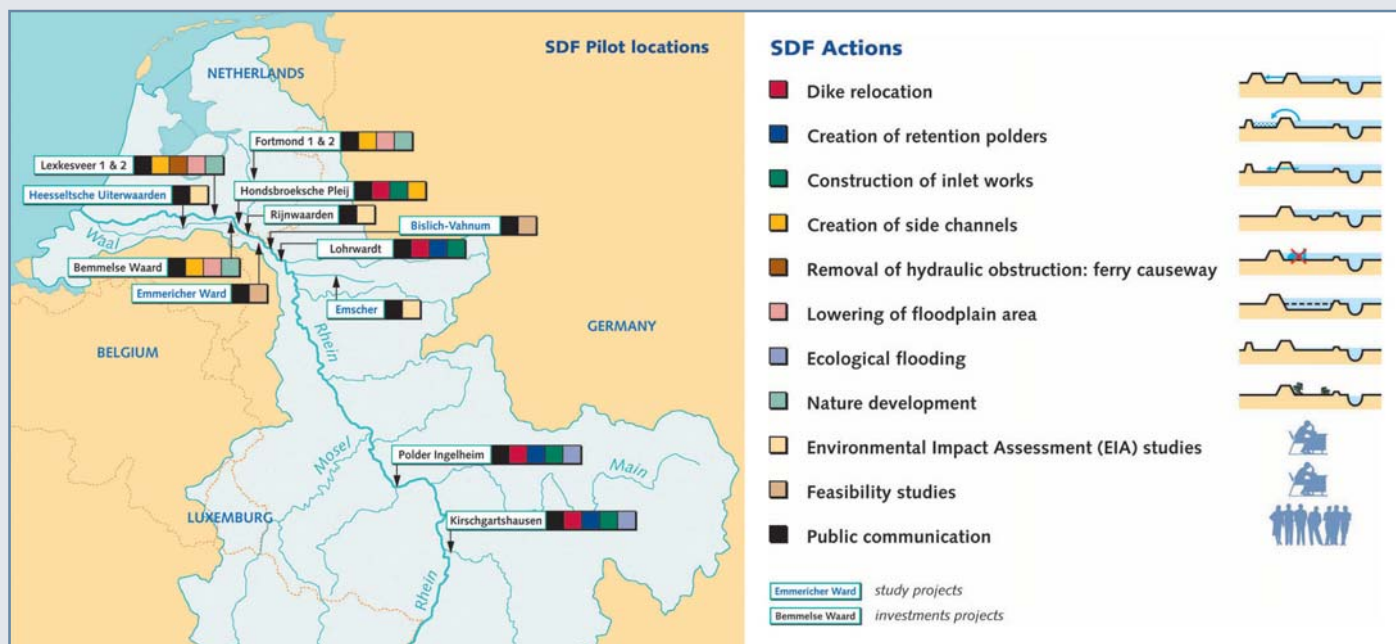 SDF Pilot locations
NETHERLANDS
Fortmond 1 & 2
Lexkesveer 1 & 2
Heesseltsche Uiterwaarden
Hondsbroeksche Pleij
Rijnwaarden
Bislich-Vahnum
Waal
Lohrwardt
Bemmelse Waard
Emmericher Ward
Emscher
Rhein
GERMANY
BELGIUM
Mosel
Polder Ingelheim
Main
LUXEMBURG
Kirschgartshausen
Rhein
SDF Actions
Dike relocation
Creation of retention polders
Construction of inlet works
Creation of side channels
Removal of hydraulic obstruction: ferry causeway
Lowering of floodplain area
Ecological flooding
Nature development
Environmental Impact Assessment (EIA) studies
Feasibility studies
Public communication
Emmericher Ward study projects
Bemmelse Waard investments projects